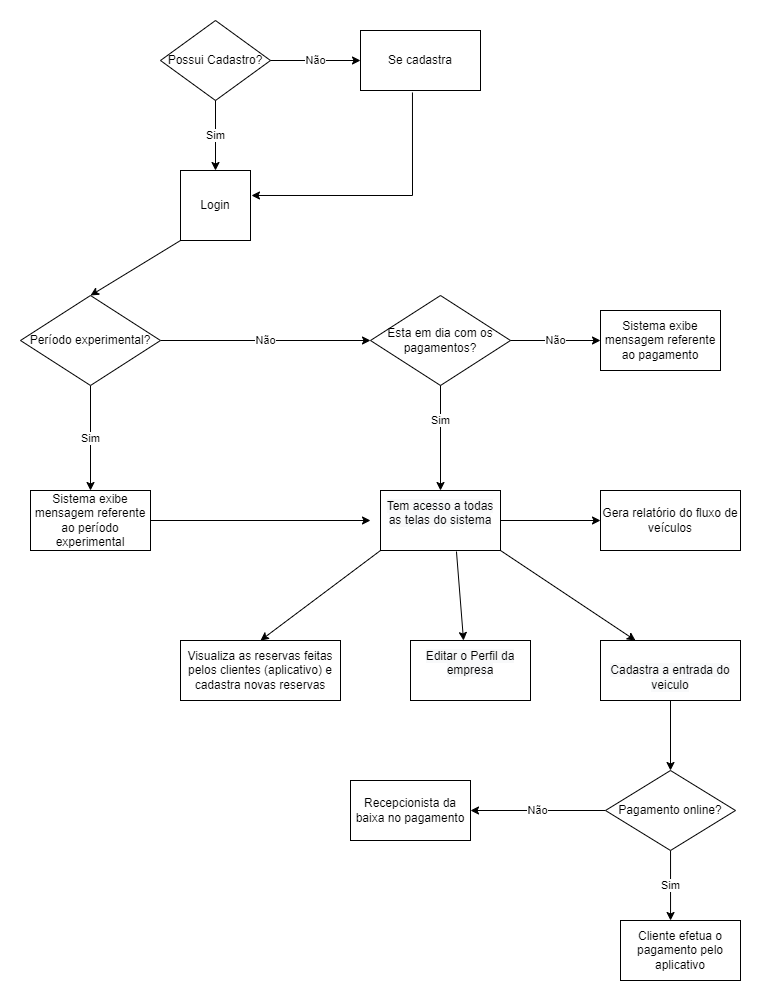 Possui Cadastro?
Não
Se cadastra
Sim
Login
Período experimental?
Não
Esta em dia com os
pagamentos?
Não
Sistema exibe
mensagem referente
ao pagamento
Sim
Sim
Sistema exibe
mensagem referente
ao período
experimental
Tem acesso a todas
as telas do sistema
Gera relatório do fluxo de
veículos
Visualiza as reservas feitas
pelos clientes (aplicativo) e
cadastra novas reservas
Editar o Perfil da
empresa
Cadastra a entrada do
veiculo
Recepcionista da
baixa no pagamento
Não
Pagamento online?
Sim
Cliente efetua o
pagamento pelo
aplicativo